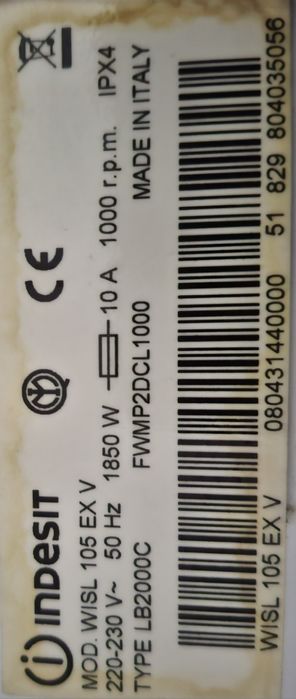 INDESIT
MOD. WISL 105 EX V
220-230 V~ 50 Hz 1850 W 10 A 1000 r.p.m. IPX4
TYPE LB2000C FWMP2DCL1000 MADE IN ITALY
WISL 105 EX V 080431440000 51 829 804035056